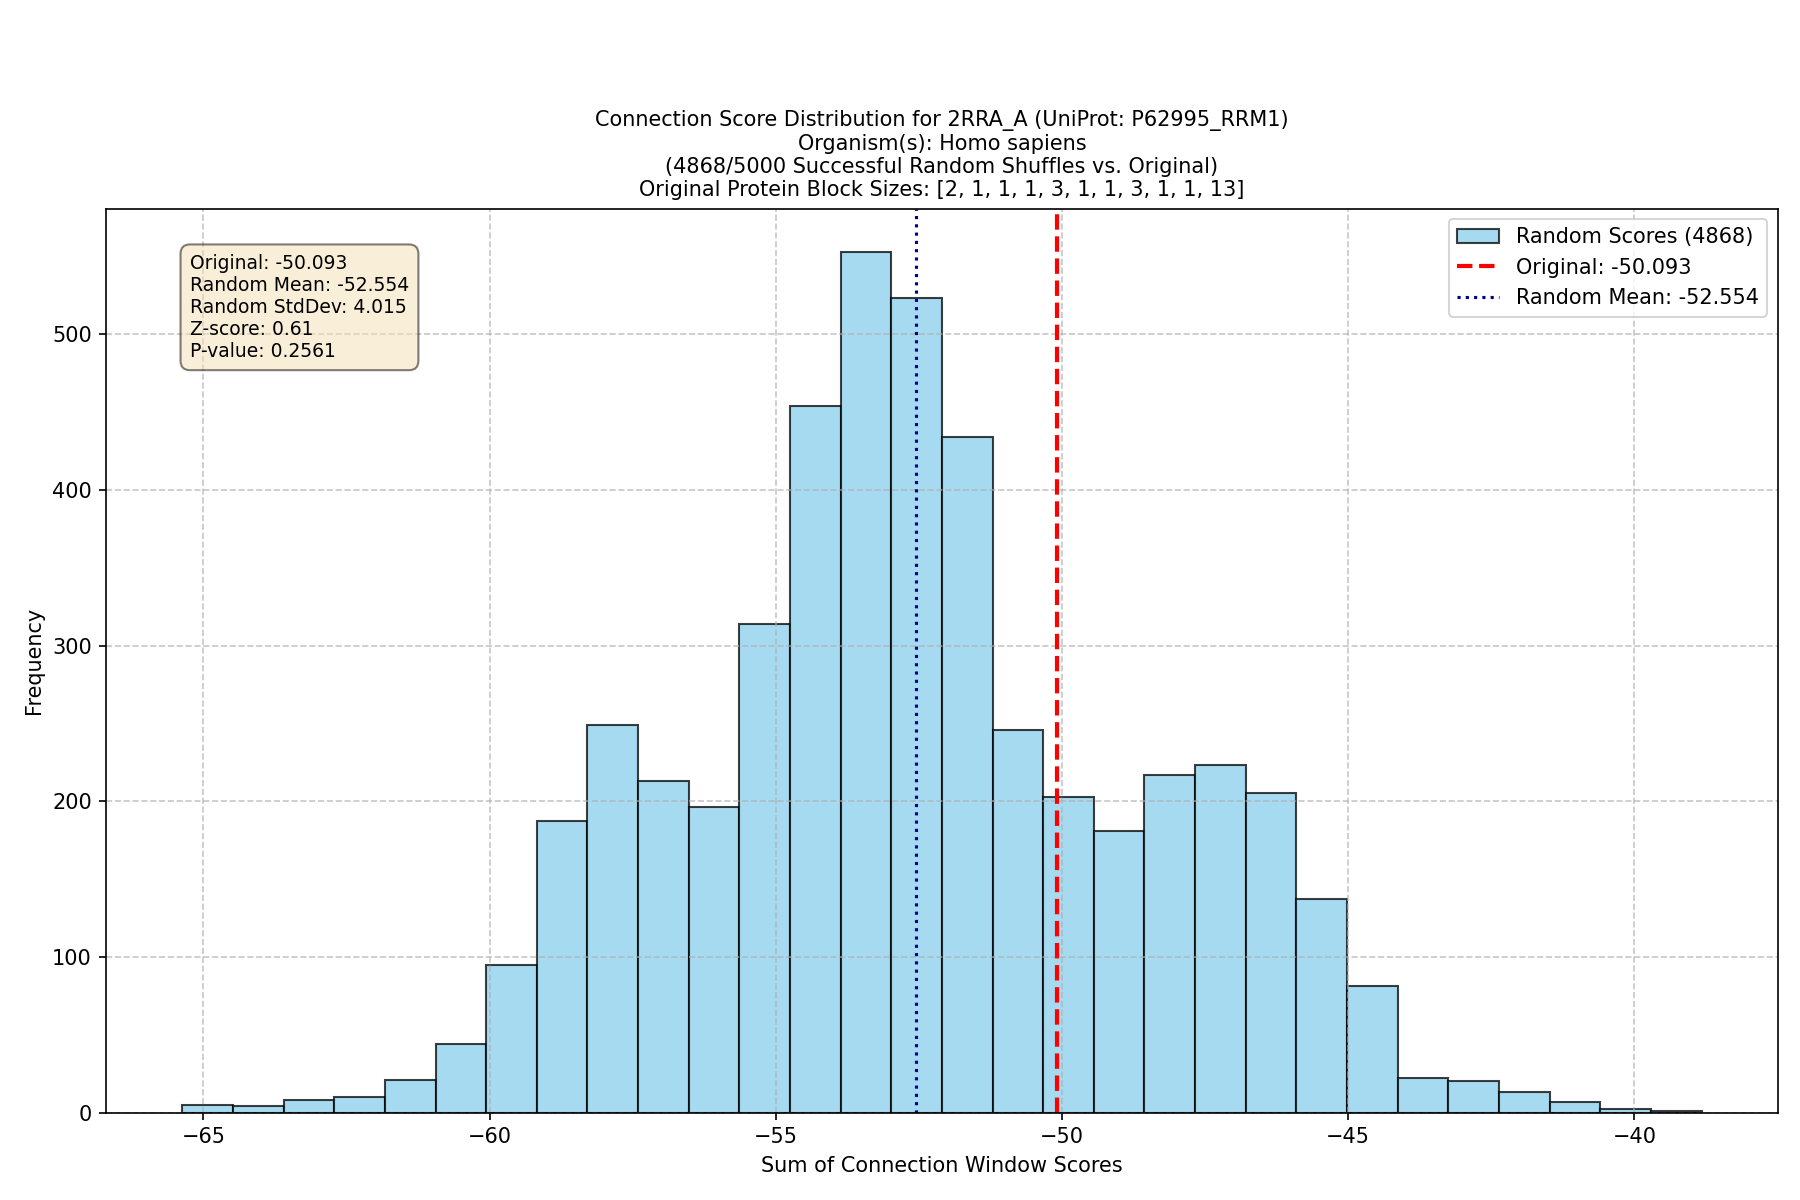 Connection Score Distribution for 2RRA_A (UniProt: P62995_RRM1)
Organism(s): Homo sapiens
(4868/5000 Successful Random Shuffles vs. Original)
Original Protein Block Sizes: [2, 1, 1, 1, 3, 1, 1, 3, 1, 1, 13]
Original: -50.093
Random Mean: -52.554
Random StdDev: 4.015
Z-score: 0.61
P-value: 0.2561
Random Scores (4868)
Original: -50.093
Random Mean: -52.554
Frequency
500
400
300
200
100
0
−65
−60
−55
−50
−45
−40
Sum of Connection Window Scores